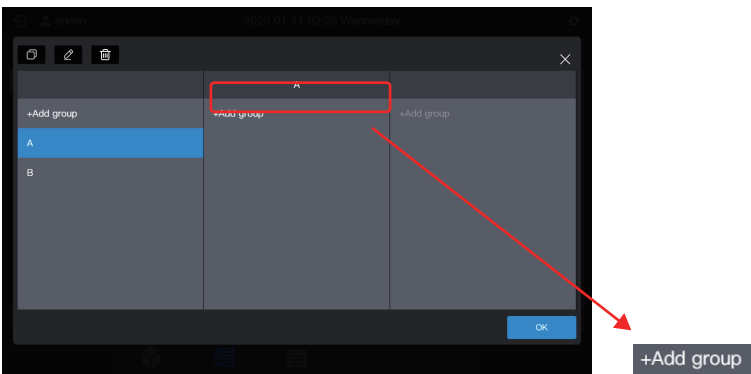 admin 2023 01 11 02:29 Wednesday
A
+Add group +Add group +Add group
A
B
OK
+Add group